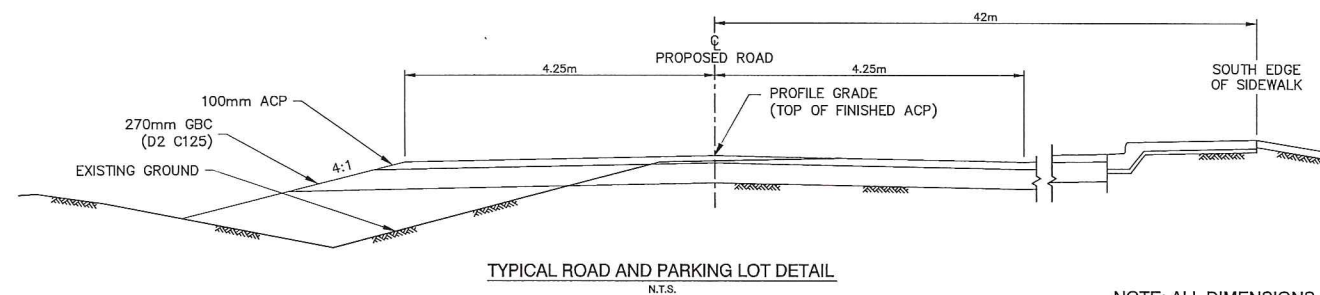 42m
℄
PROPOSED ROAD
4.25m
4.25m
SOUTH EDGE
OF SIDEWALK
100mm ACP
PROFILE GRADE
(TOP OF FINISHED ACP)
270mm GBC
(D2 C125)
4:1
EXISTING GROUND
TYPICAL ROAD AND PARKING LOT DETAIL
N.T.S.
NOTE: ALL DIMENSIONS